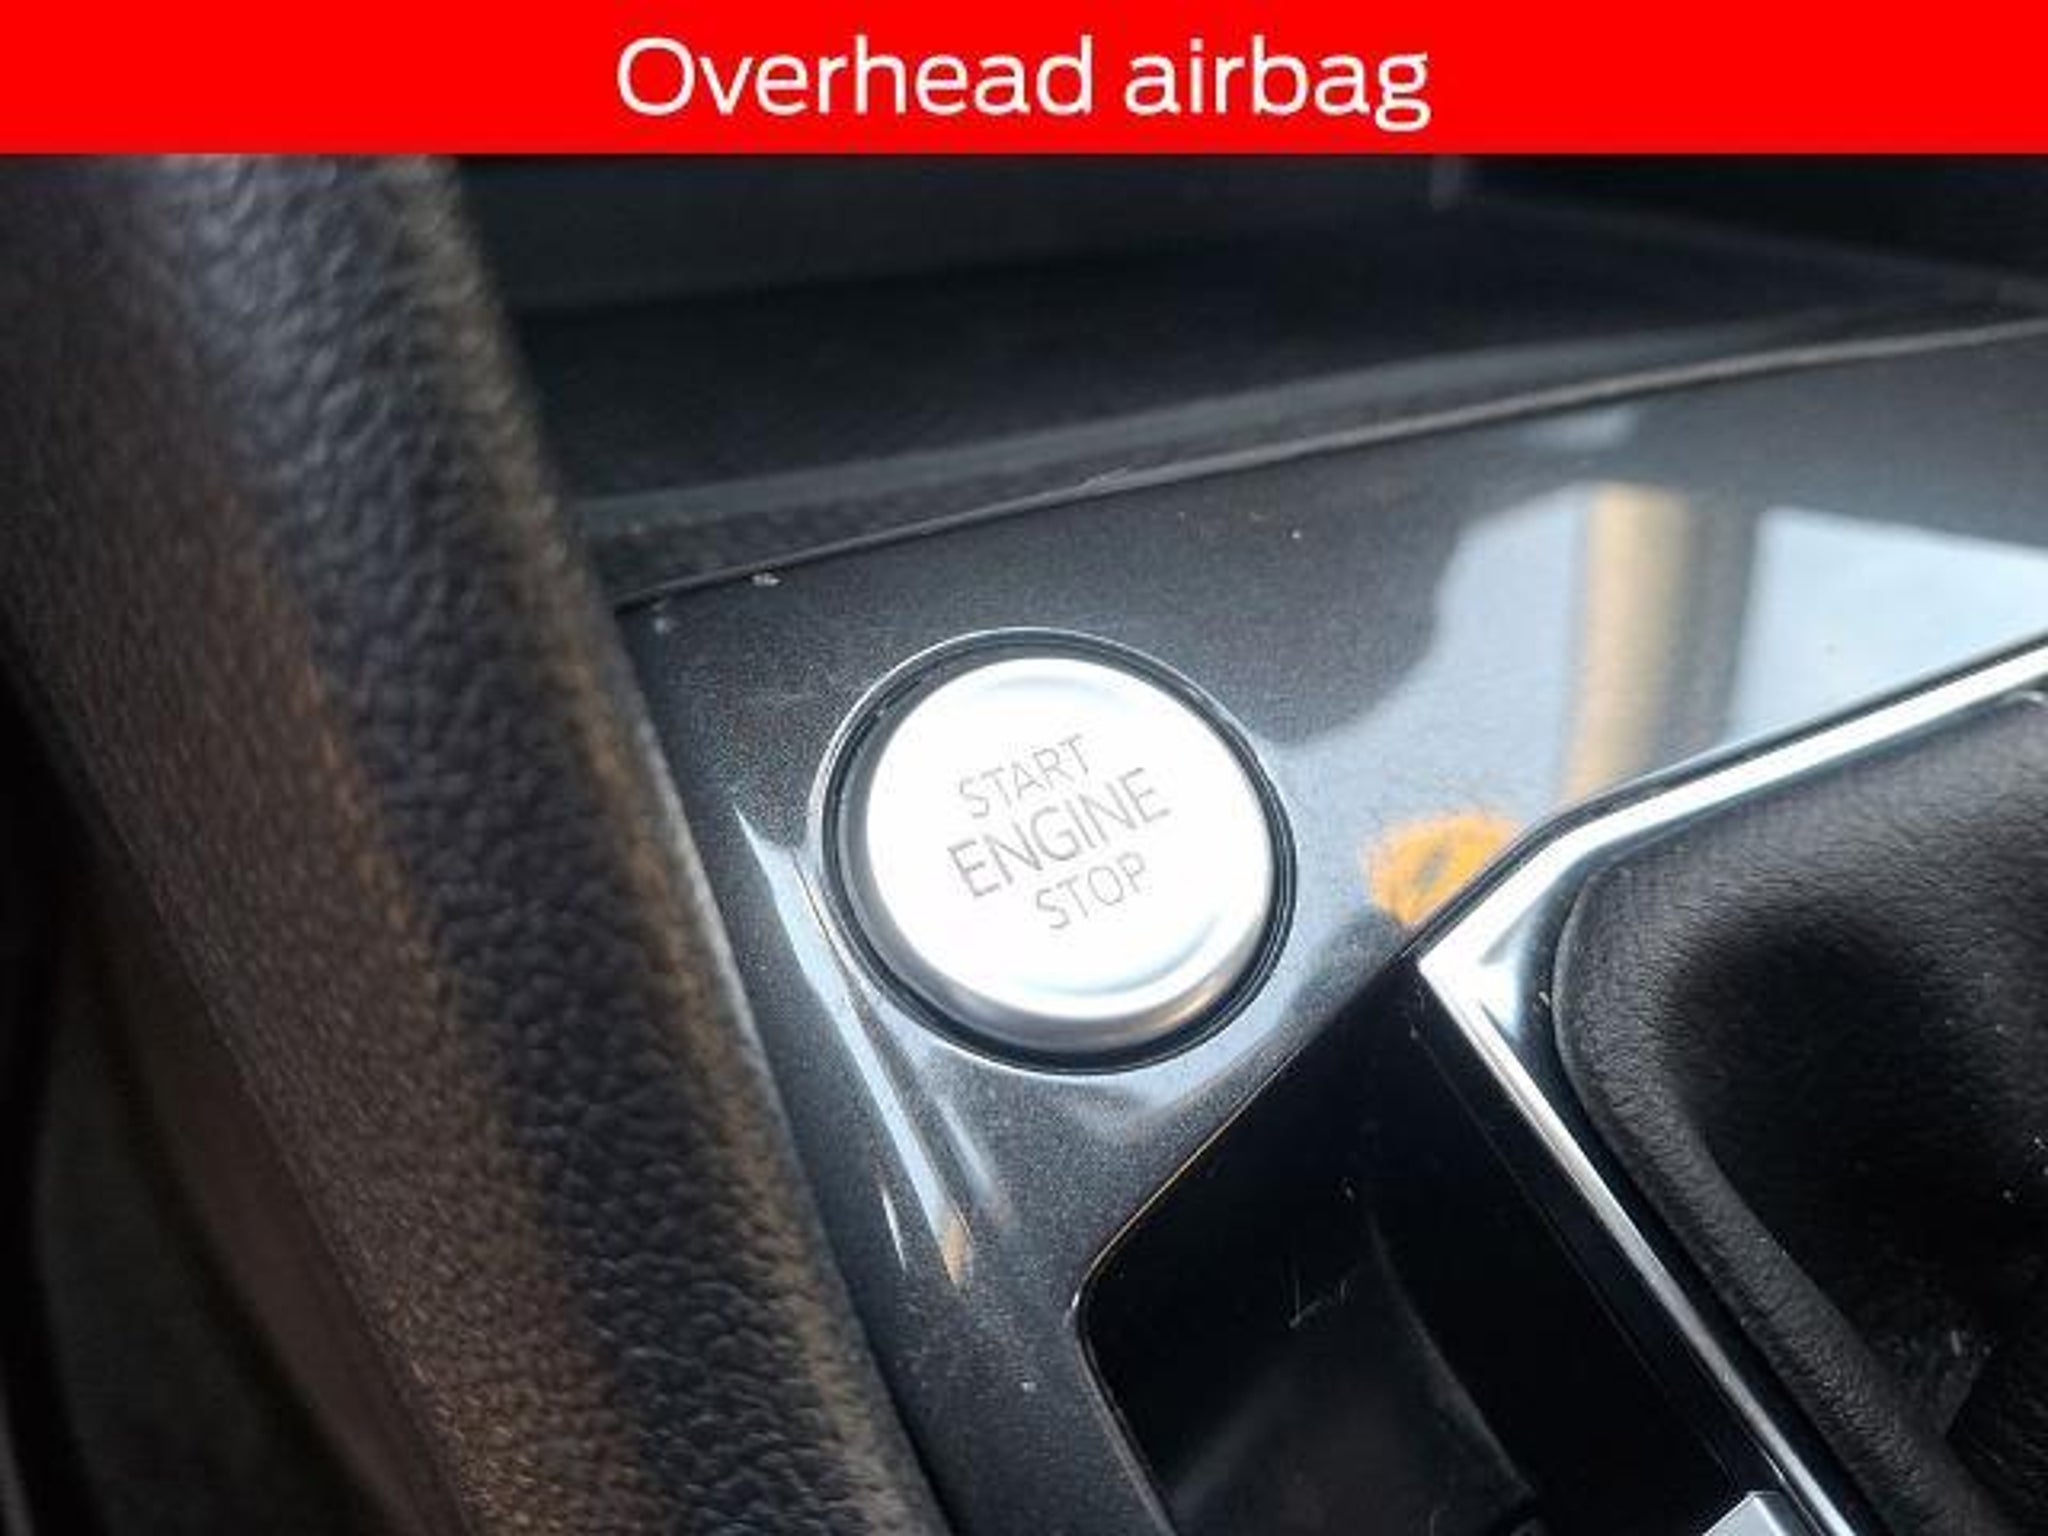 Overhead airbag
START
ENGINE
STOP